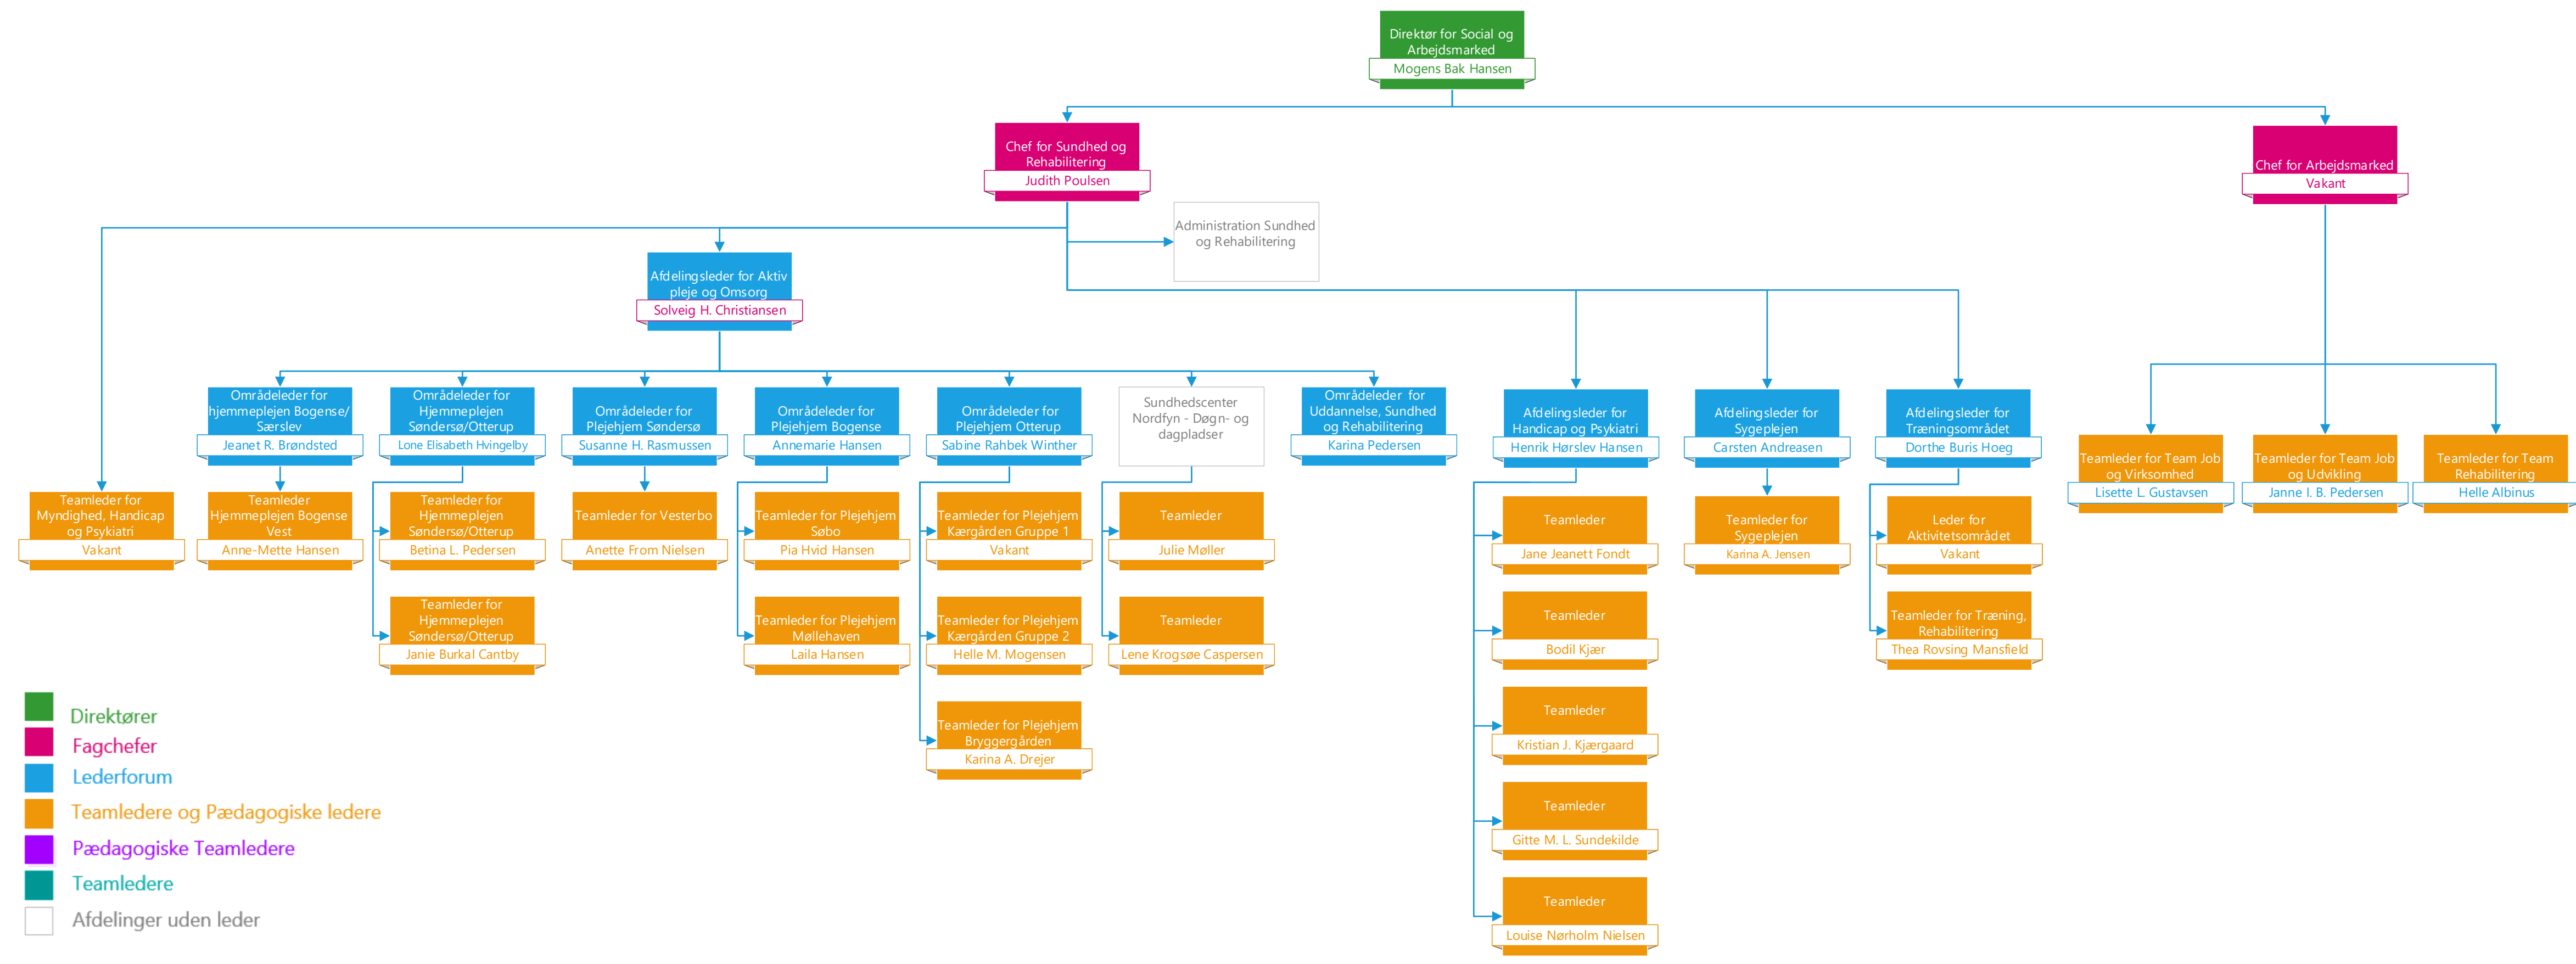 Direktør for Social og
Arbejdsmarked
Mogens Bak Hansen
Chef for Sundhed og
Rehabilitering
Judith Poulsen
Chef for Arbejdsmarked
Vakant
Administration Sundhed
og Rehabilitering
Afdelingsleder for Aktiv
pleje og Omsorg
Solveig H. Christiansen
Områdeleder for
hjemmeplejen Bogense/
Særslev
Jeanet R. Brøndsted
Områdeleder for
Hjemmeplejen
Søndersø/Otterup
Lone Elisabeth Hvingelby
Områdeleder for
Plejehjem Søndersø
Susanne H. Rasmussen
Områdeleder for
Plejehjem Bogense
Annemarie Hansen
Områdeleder for
Plejehjem Otterup
Sabine Rahbek Winther
Sundhedscenter
Nordfyn - Døgn- og
dagpladser
Områdeleder for
Uddannelse, Sundhed
og Rehabilitering
Karina Pedersen
Afdelingsleder for
Handicap og Psykiatri
Henrik Hørslev Hansen
Afdelingsleder for
Sygeplejen
Carsten Andreasen
Afdelingsleder for
Træningsområdet
Dorthe Buris Hoeg
Teamleder for Team Job
og Virksomhed
Lisette L. Gustavsen
Teamleder for Team Job
og Udvikling
Janne I. B. Pedersen
Teamleder for Team
Rehabilitering
Helle Albinus
Teamleder for
Myndighed, Handicap
og Psykiatri
Vakant
Teamleder
Hjemmeplejen Bogense
Vest
Anne-Mette Hansen
Teamleder for
Hjemmeplejen
Søndersø/Otterup
Betina L. Pedersen
Teamleder for Vesterbo
Anette From Nielsen
Teamleder for Plejehjem
Søbo
Pia Hvid Hansen
Teamleder for Plejehjem
Kærgården Gruppe 1
Vakant
Teamleder
Julie Møller
Teamleder
Jane Jeanett Fondt
Teamleder for
Sygeplejen
Karina A. Jensen
Leder for
Aktivitetsområdet
Vakant
Teamleder for
Hjemmeplejen
Søndersø/Otterup
Janie Burkal Cantby
Teamleder for Plejehjem
Møllehaven
Laila Hansen
Teamleder for Plejehjem
Kærgården Gruppe 2
Helle M. Mogensen
Teamleder
Lene Krogsøe Caspersen
Teamleder
Bodil Kjær
Teamleder for Træning,
Rehabilitering
Thea Rovsing Mansfield
Teamleder for Plejehjem
Bryggergården
Karina A. Drejer
Teamleder
Kristian J. Kjærgaard
Teamleder
Gitte M. L. Sundekilde
Teamleder
Louise Nørholm Nielsen
Direktører
Fagchefer
Lederforum
Teamledere og Pædagogiske ledere
Pædagogiske Teamledere
Teamledere
Afdelinger uden leder